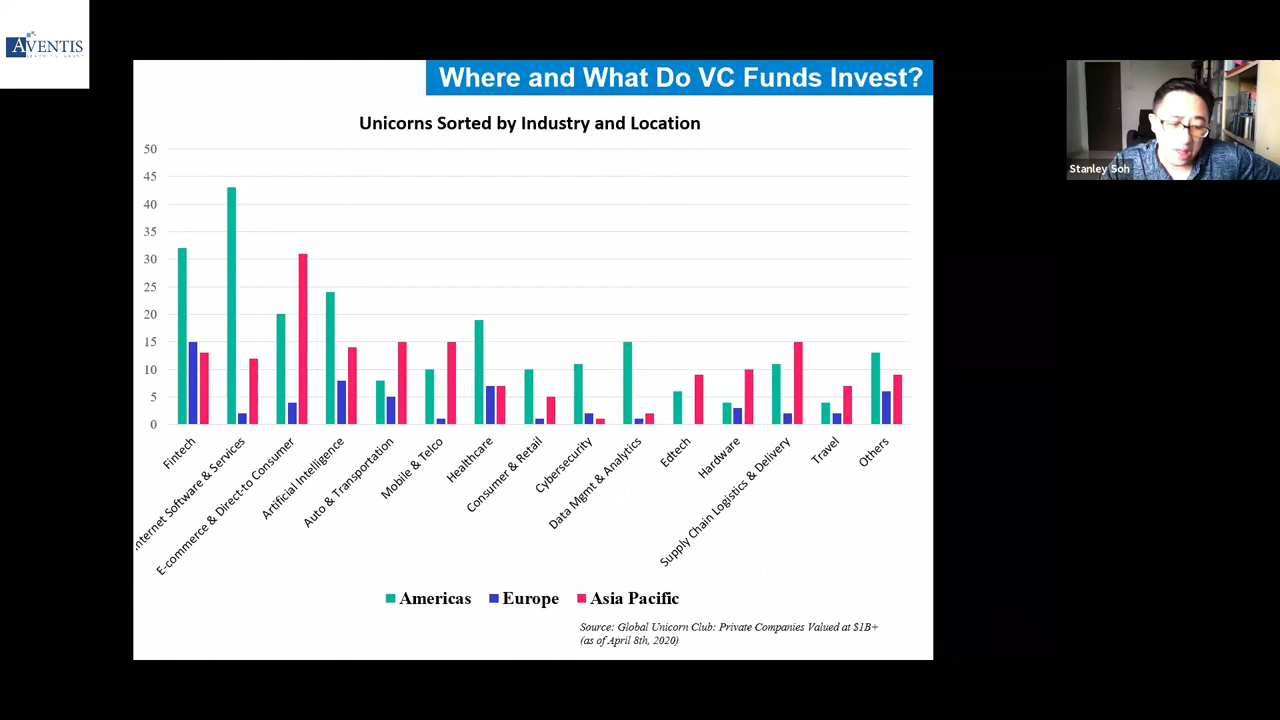 AVENTIS
LEARNING GROUP
Where and What Do VC Funds Invest?
Stanley Soh
Unicorns Sorted by Industry and Location
50
45
40
35
30
25
20
15
10
5
0
Fintech
nternet Software & Services
E-commerce & Direct-to Consumer
Artificial Intelligence
Auto & Transportation
Mobile & Telco
Healthcare
Consumer & Retail
Cybersecurity
Data Mgmt & Analytics
Edtech
Hardware
Supply Chain Logistics & Delivery
Travel
Others
Americas Europe Asia Pacific
Source: Global Unicorn Club: Private Companies Valued at $1B+
(as of April 8th, 2020)